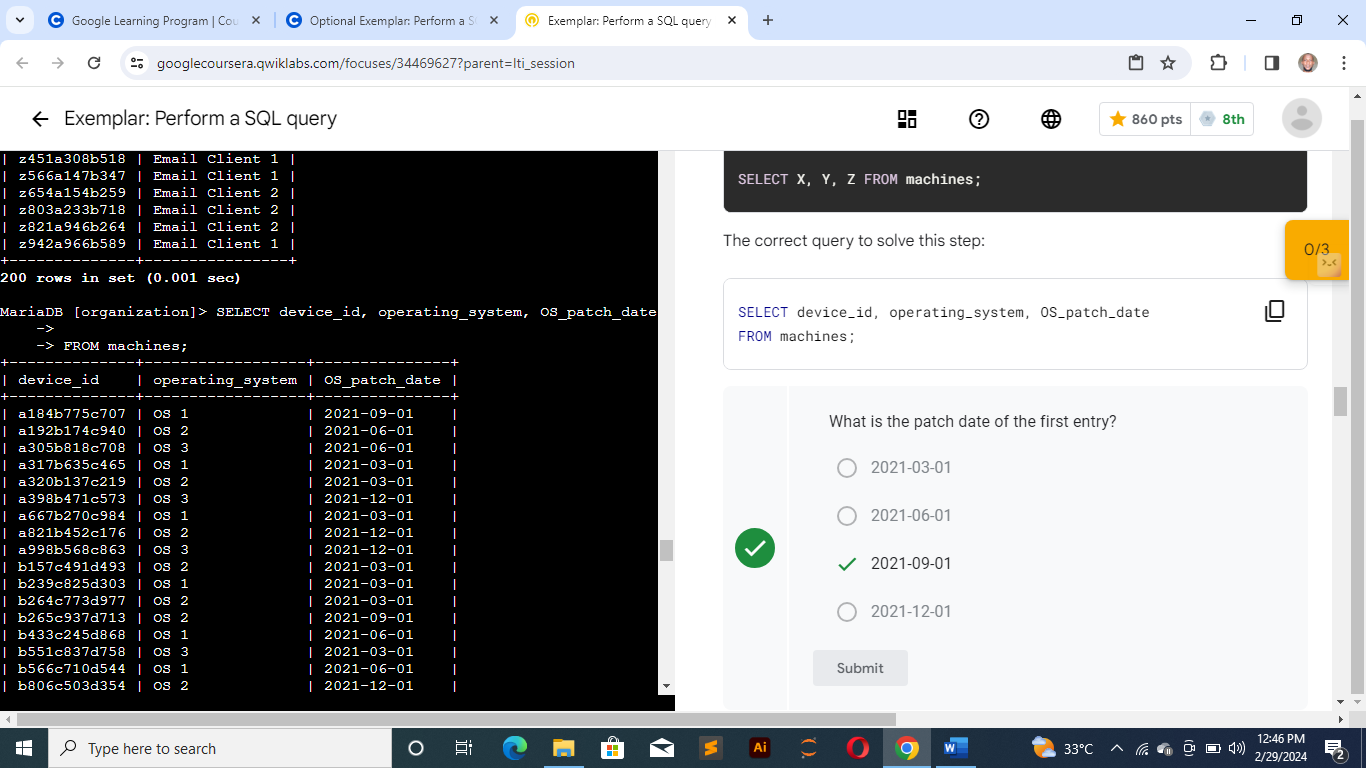 Google Learning Program | Cou
Optional Exemplar: Perform a S
Exemplar: Perform a SQL query
googlecoursera.qwiklabs.com/focuses/34469627?parent=lti_session
Exemplar: Perform a SQL query
860 pts
8th
| z451a308b518 | Email Client 1 |
| z566a147b347 | Email Client 1 |
| z654a154b259 | Email Client 2 |
| z803a233b718 | Email Client 2 |
| z821a946b264 | Email Client 2 |
| z942a966b589 | Email Client 1 |
+--------------+----------------+
200 rows in set (0.001 sec)
MariaDB [organization]> SELECT device_id, operating_system, OS_patch_date
->
-> FROM machines;
+--------------+------------------+---------------+
| device_id | operating_system | OS_patch_date |
+--------------+------------------+---------------+
| a184b775c707 | OS 1 | 2021-09-01 |
| a192b174c940 | OS 2 | 2021-06-01 |
| a305b818c708 | OS 3 | 2021-06-01 |
| a317b635c465 | OS 1 | 2021-03-01 |
| a320b137c219 | OS 2 | 2021-03-01 |
| a398b471c573 | OS 3 | 2021-12-01 |
| a667b270c984 | OS 1 | 2021-03-01 |
| a821b452c176 | OS 2 | 2021-12-01 |
| a998b568c863 | OS 3 | 2021-12-01 |
| b157c491d493 | OS 2 | 2021-03-01 |
| b239c825d303 | OS 1 | 2021-03-01 |
| b264c773d977 | OS 2 | 2021-03-01 |
| b265c937d713 | OS 2 | 2021-09-01 |
| b433c245d868 | OS 1 | 2021-06-01 |
| b551c837d758 | OS 3 | 2021-03-01 |
| b566c710d544 | OS 1 | 2021-06-01 |
| b806c503d354 | OS 2 | 2021-12-01 |
SELECT X, Y, Z FROM machines;
The correct query to solve this step:
0/3
SELECT device_id, operating_system, OS_patch_date
FROM machines;
What is the patch date of the first entry?
2021-03-01
2021-06-01
2021-09-01
2021-12-01
Submit
Type here to search
Ai
W
33°C
12:46 PM
2/29/2024
2